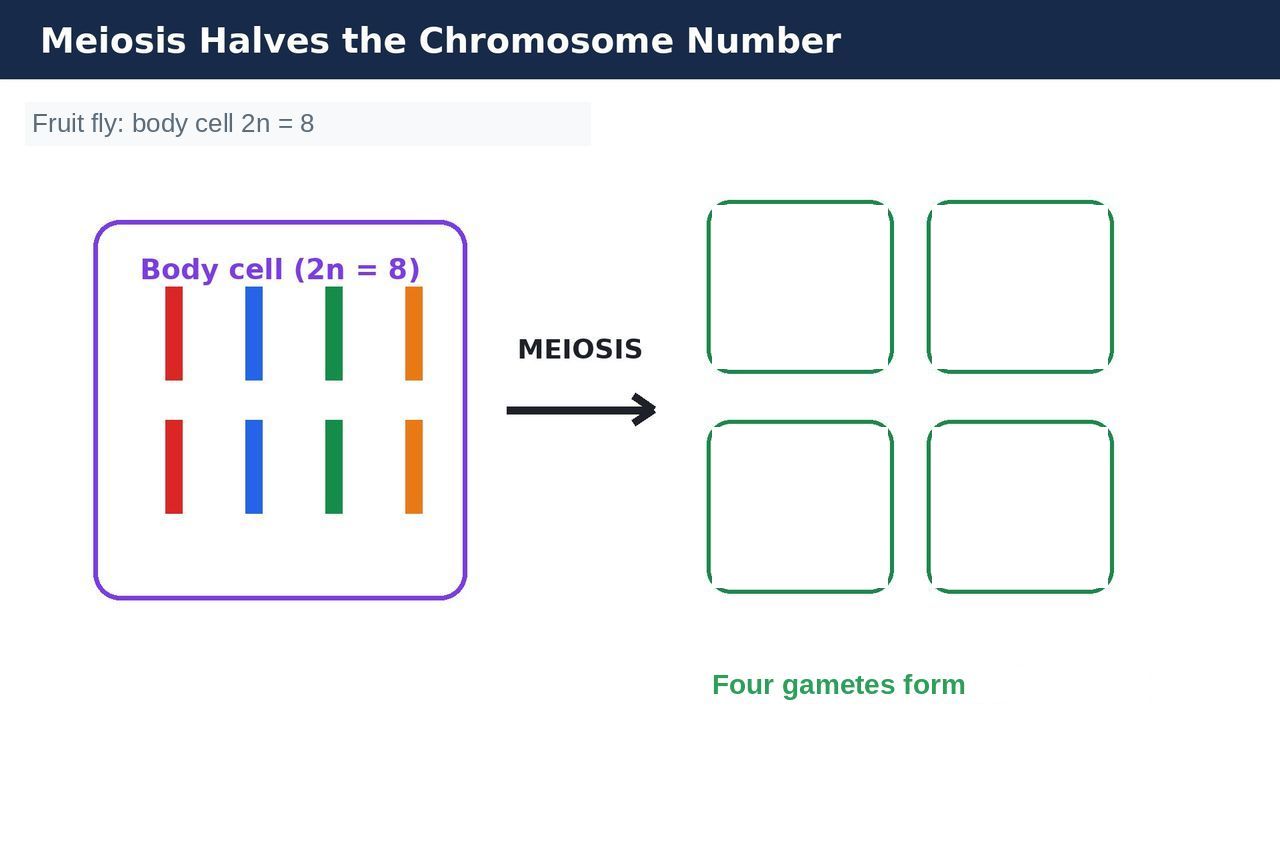 Meiosis Halves the Chromosome Number
Fruit fly: body cell 2n = 8
Body cell (2n = 8)
MEIOSIS
Four gametes form